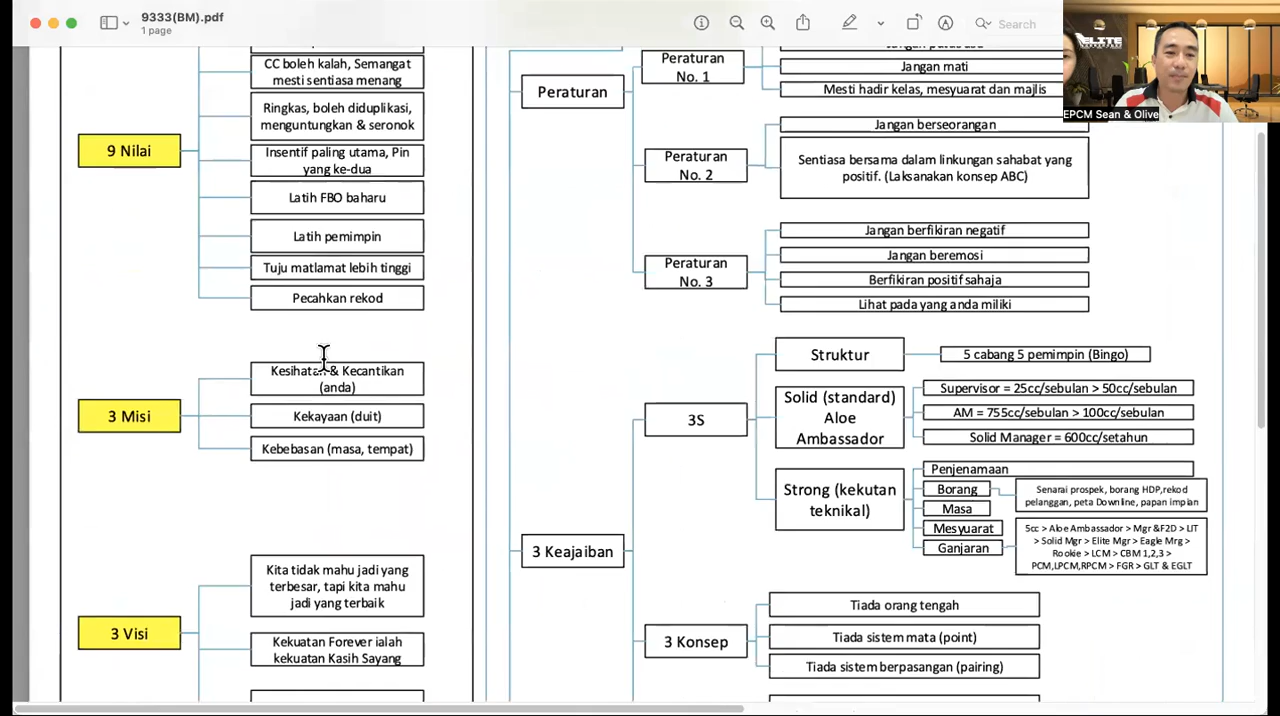 9333(BM).pdf
1 page
Search
ELITE
EPCM Sean & Olive
9 Nilai
CC boleh kalah, Semangat
mesti sentiasa menang
Ringkas, boleh diduplikasi,
menguntungkan & seronok
Insentif paling utama, Pin
yang ke-dua
Latih FBO baharu
Latih pemimpin
Tuju matlamat lebih tinggi
Pecahkan rekod
3 Misi
Kesihatan & Kecantikan
(anda)
Kekayaan (duit)
Kebebasan (masa, tempat)
3 Visi
Kita tidak mahu jadi yang
terbesar, tapi kita mahu
jadi yang terbaik
Kekuatan Forever ialah
kekuatan Kasih Sayang
Peraturan
Peraturan
No. 1
Jangan mati
Mesti hadir kelas, mesyuarat dan majlis
Peraturan
No. 2
Jangan berseorangan
Sentiasa bersama dalam linkungan sahabat yang
positif. (Laksanakan konsep ABC)
Peraturan
No. 3
Jangan berfikiran negatif
Jangan beremosi
Berfikiran positif sahaja
Lihat pada yang anda miliki
3 Keajaiban
3S
Struktur
5 cabang 5 pemimpin (Bingo)
Solid (standard)
Aloe
Ambassador
Supervisor = 25cc/sebulan > 50cc/sebulan
AM = 755cc/sebulan > 100cc/sebulan
Solid Manager = 600cc/setahun
Strong (kekutan
teknikal)
Penjenamaan
Borang
Senarai prospek, borang HDP,rekod
pelanggan, peta Downline, papan impian
Masa
Mesyuarat
Ganjaran
5cc > Aloe Ambassador > Mgr &F2D > LIT
> Solid Mgr > Elite Mgr > Eagle Mrg >
Rookie > LCM > CBM 1,2,3 >
PCM,LPCM,RPCM > FGR > GLT & EGLT
3 Konsep
Tiada orang tengah
Tiada sistem mata (point)
Tiada sistem berpasangan (pairing)